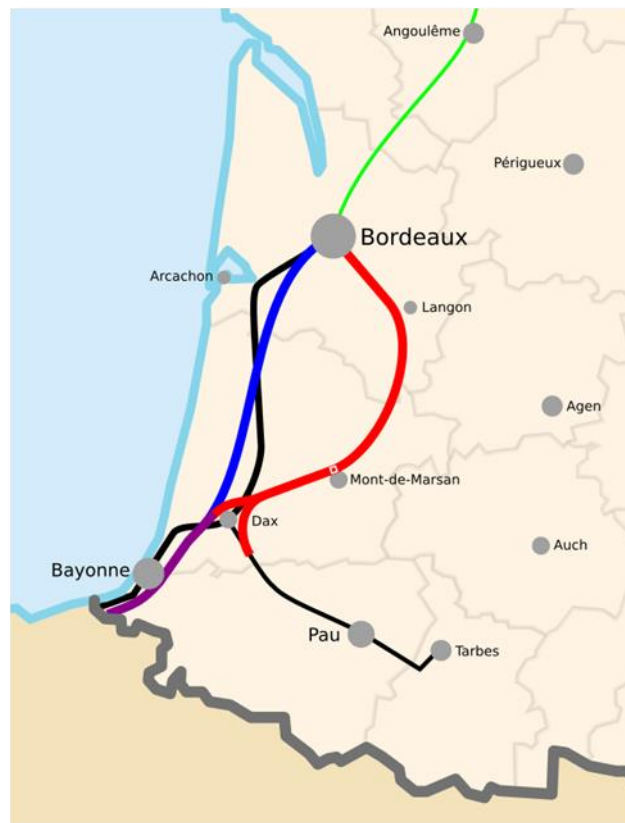 Angoulême
Périgueux
Bordeaux
Arcachon
Langon
Agen
Mont-de-Marsan
Dax
Auch
Bayonne
Pau
Tarbes